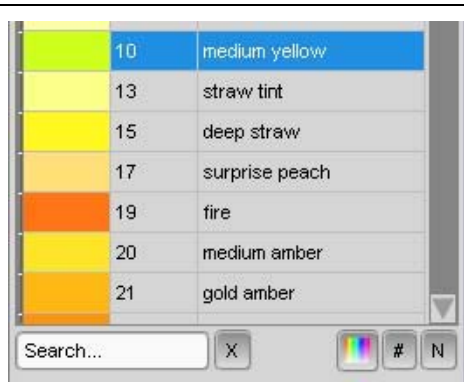 10 medium yellow
13 straw tint
15 deep straw
17 surprise peach
19 fire
20 medium amber
21 gold amber
Search... X # N